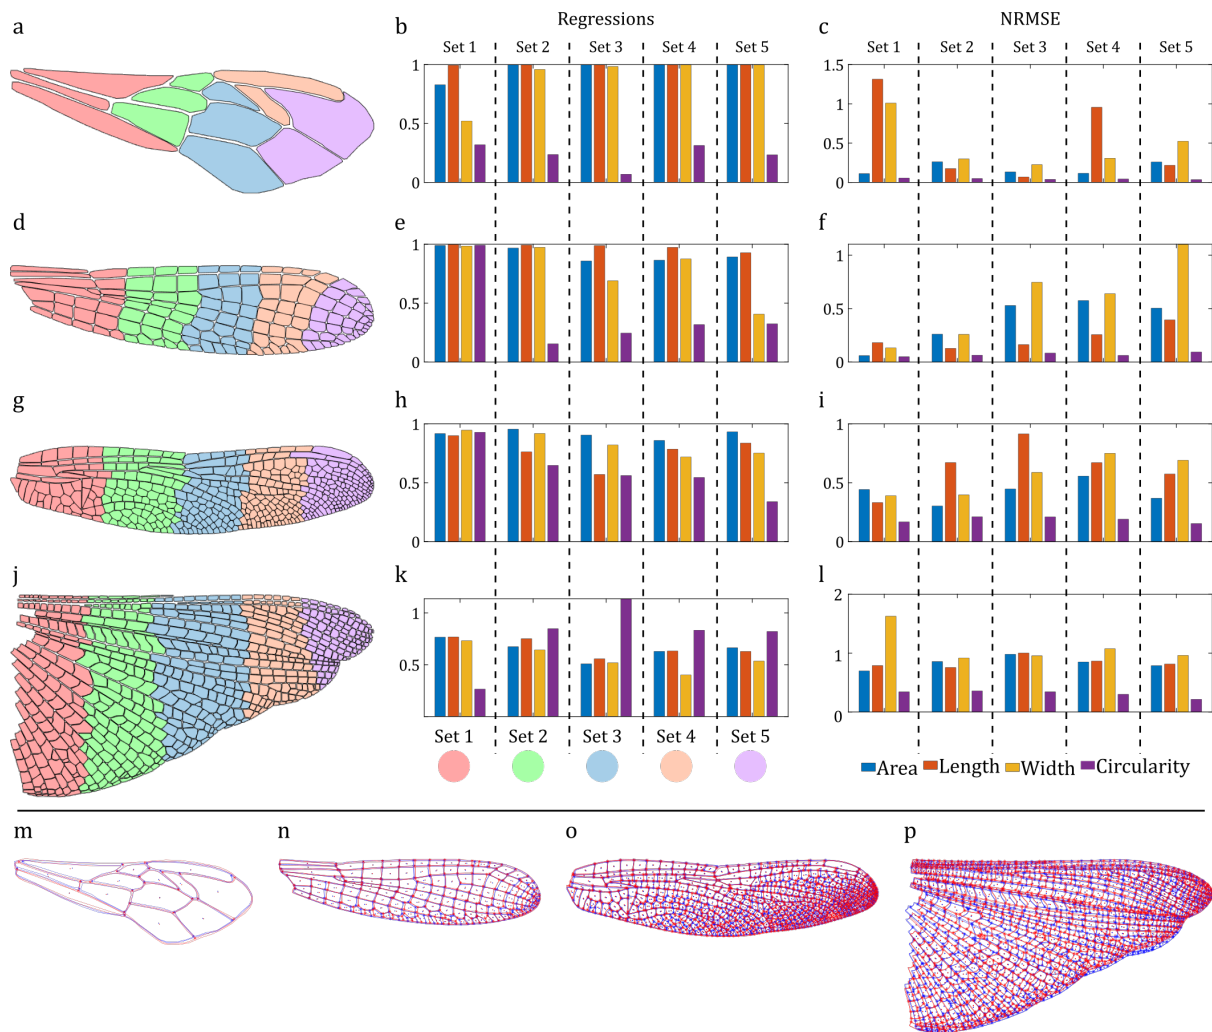 Regressions
NRMSE
a
b
c
Set 1
Set 2
Set 3
Set 4
Set 5
Set 1
Set 2
Set 3
Set 4
Set 5
1
0.5
0
1.5
1
0.5
0
d
e
f
1
0.5
0
1
0.5
0
g
h
i
1
0.5
0
1
0.5
0
j
k
l
1
0.5
2
1
0
Set 1
Set 2
Set 3
Set 4
Set 5
Area
Length
Width
Circularity
m
n
o
p